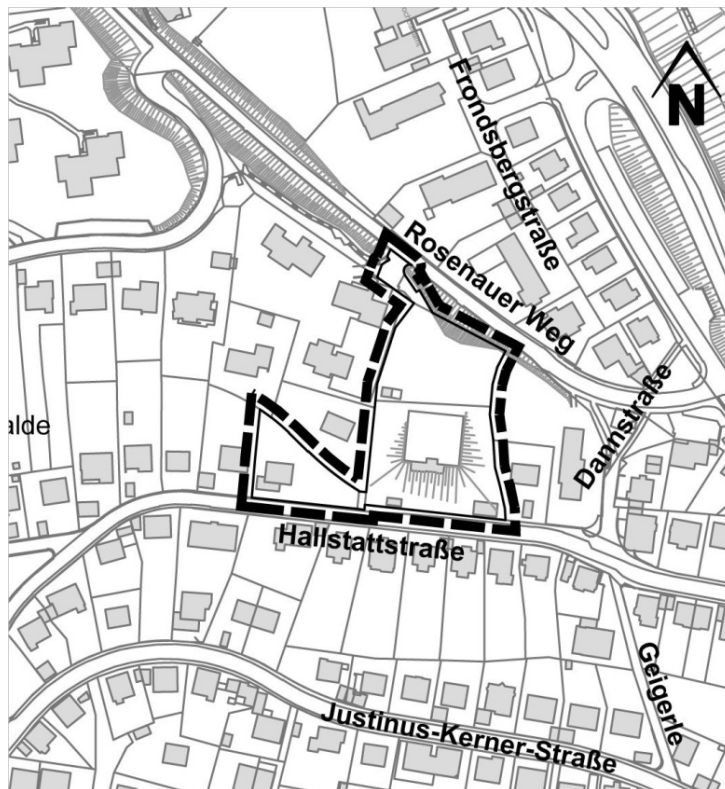 N
Frondsbergstraße
Rosenauer Weg
Dannstraße
alde
Hallstattstraße
Geigerle
Justinus-Kerner-Straße